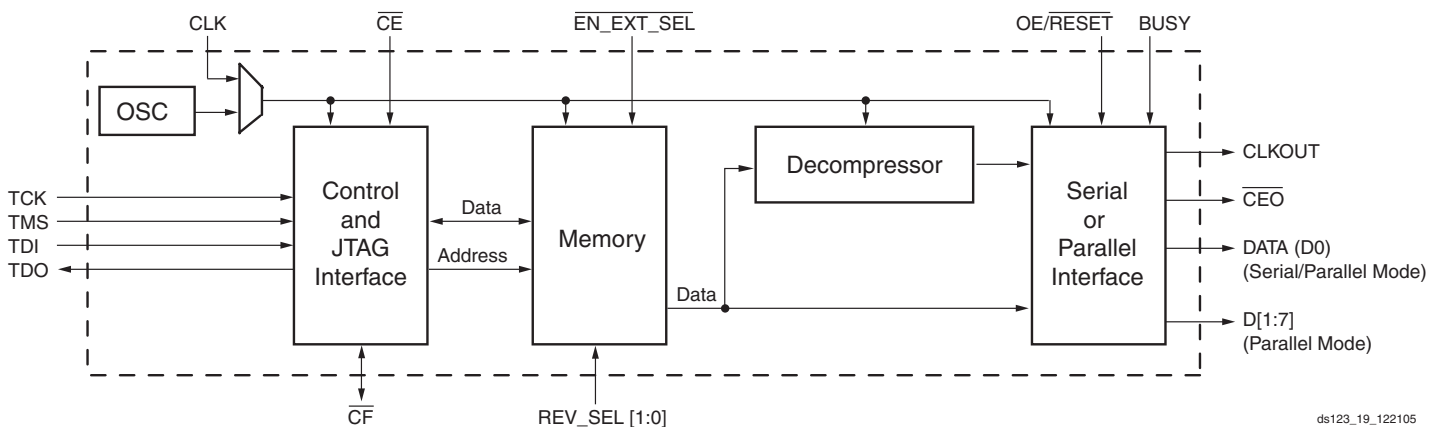 CLK
CE
EN_EXT_SEL
OE/RESET
BUSY
OSC
Control
and
JTAG
Interface
Memory
Decompressor
Serial
or
Parallel
Interface
TCK
TMS
TDI
TDO
Data
Address
Data
CLKOUT
CEO
DATA (D0)
(Serial/Parallel Mode)
D[1:7]
(Parallel Mode)
CF
REV_SEL [1:0]
ds123_19_122105